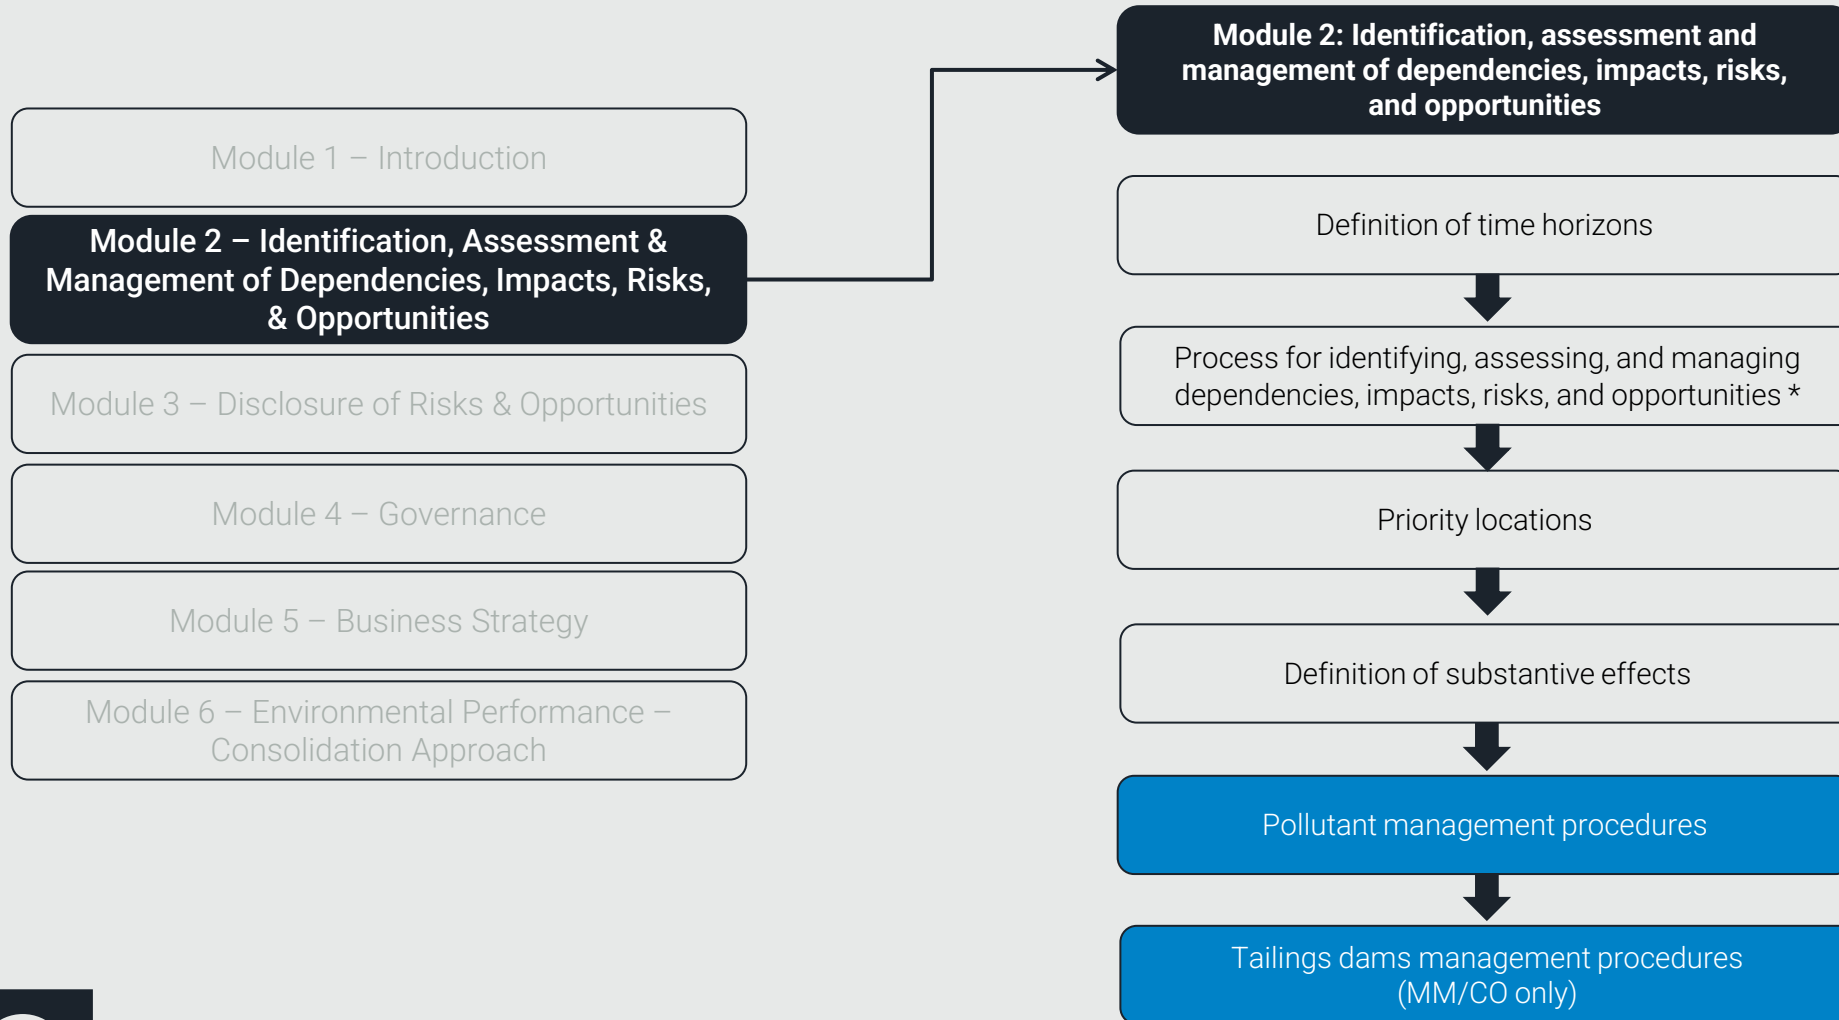 Module 1 – Introduction
Module 2 – Identification, Assessment &
Management of Dependencies, Impacts, Risks,
& Opportunities
Module 3 – Disclosure of Risks & Opportunities
Module 4 – Governance
Module 5 – Business Strategy
Module 6 – Environmental Performance –
Consolidation Approach
Module 2: Identification, assessment and
management of dependencies, impacts, risks,
and opportunities
Definition of time horizons
Process for identifying, assessing, and managing
dependencies, impacts, risks, and opportunities *
Priority locations
Definition of substantive effects
Pollutant management procedures
Tailings dams management procedures
(MM/CO only)